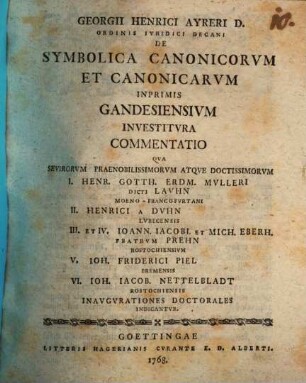 10.
GEORGII HENRICI AYRERI D.
ORDINIS IVRIDICI DECANI
DE
SYMBOLICA CANONICORVM
ET CANONICARVM
INPRIMIS
GANDESIENSIVM
INVESTITVRA
COMMENTATIO
QVA
SEVIRORVM PRAENOBILISSIMORVM ATQVE DOCTISSIMORVM
I. HENR. GOTTH. ERDM. MVLLERI
DICTI LAVHN
MOENO-FRANCOFVRTANI
II. HENRICI A DVHN
LVBECENSIS
III. ET IV. IOANN. IACOBI. ET MICH. EBERH.
FRATRVM PREHN
ROSTOCHIENSIVM
V. IOH. FRIDERICI PIEL
BREMENSIS
VI. IOH. IACOB. NETTELBLADT
ROSTOCHIENSIS
INAVGVRATIONES DOCTORALES
INDICANTVR.
GOETTINGAE
LITTERIS HAGERIANIS CVRANTE E. D. ALBERTI.
1768.